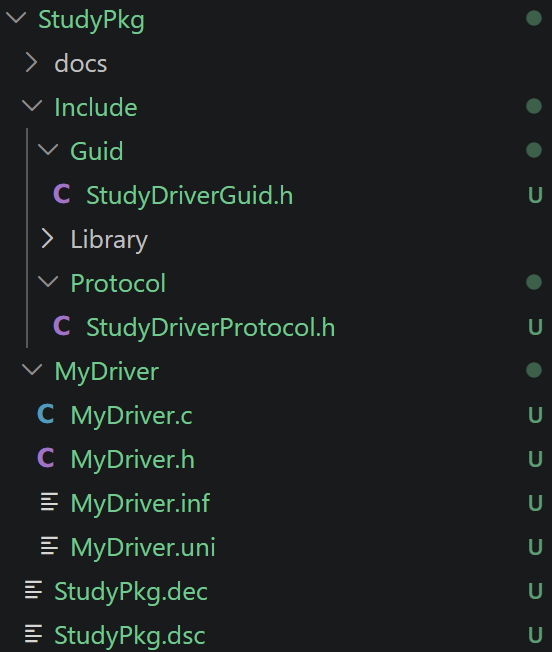 StudyPkg
docs
Include
Guid
C StudyDriverGuid.h U
Library
Protocol
C StudyDriverProtocol.h U
MyDriver
C MyDriver.c U
C MyDriver.h U
MyDriver.inf U
MyDriver.uni U
StudyPkg.dec U
StudyPkg.dsc U